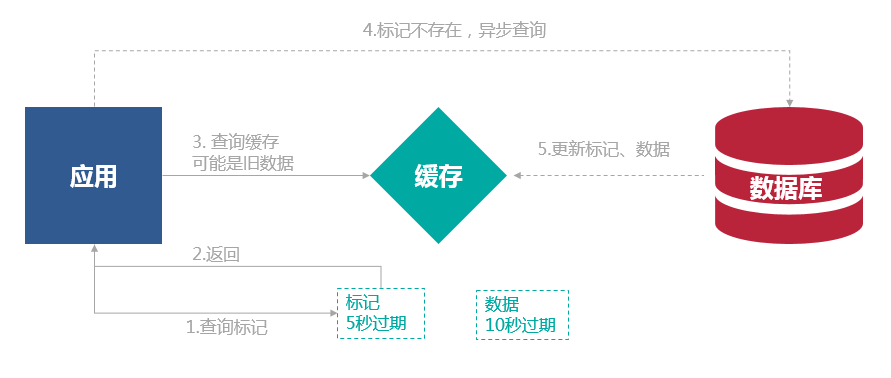 4.标记不存在，异步查询
应用
3. 查询缓存
可能是旧数据
缓存
5.更新标记、数据
数据库
2.返回
标记
5秒过期
数据
10秒过期
1.查询标记